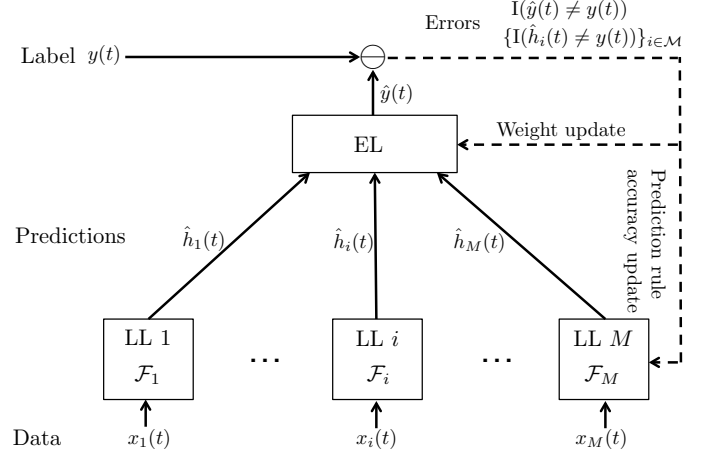 Errors
I(ŷ(t) ≠ y(t))
{I(ĥ_i(t) ≠ y(t))}_{i∈ℳ}
Label y(t)
ŷ(t)
EL
Weight update
Prediction rule
accuracy update
Predictions
ĥ_1(t)
ĥ_i(t)
ĥ_M(t)
LL 1
ℱ_1
...
LL i
ℱ_i
...
LL M
ℱ_M
Data
x_1(t)
x_i(t)
x_M(t)